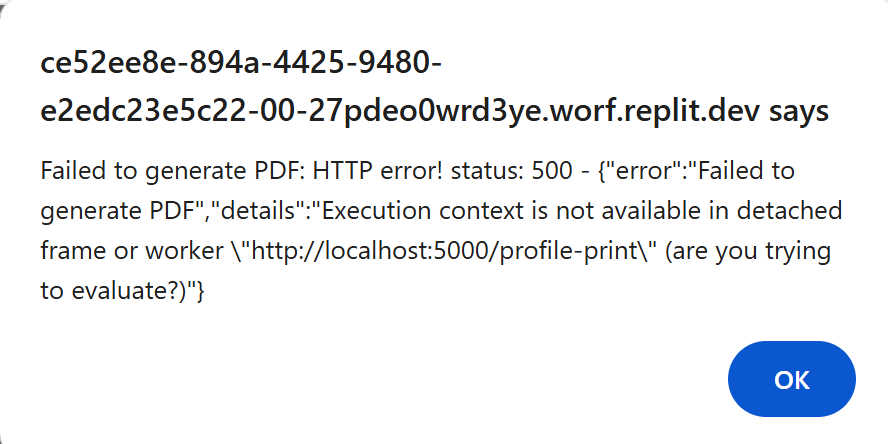 ce52ee8e-894a-4425-9480-
e2edc23e5c22-00-27pdeo0wrd3ye.worf.replit.dev says
Failed to generate PDF: HTTP error! status: 500 - {"error":"Failed to
generate PDF","details":"Execution context is not available in detached
frame or worker \"http://localhost:5000/profile-print\" (are you trying
to evaluate?)"}
OK